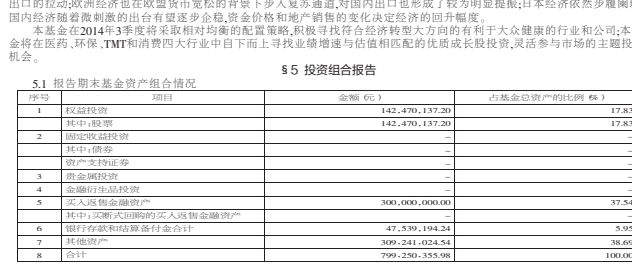 出口的拉动;欧洲经济也在欧盟货币宽松的背景下步入复苏通道,对国内出口也形成了较为明显提振;日本经济依然步履阑珊
国内经济随着微刺激的出台有望逐步企稳,资金价格和地产销售的变化决定经济的回升幅度。
本基金在2014年3季度将采取相对均衡的配置策略,积极寻找符合经济转型大方向的有利于大众健康的行业和公司;本
金将在医药、环保、TMT和消费四大行业中自下而上寻找业绩增速与估值相匹配的优质成长股投资,灵活参与市场的主题投
机会。
§5 投资组合报告
5.1 报告期末基金资产组合情况
序号 项目 金额(元) 占基金总资产的比例(%)
1 权益投资 142,470,137.20 17.83
其中:股票 142,470,137.20 17.83
2 固定收益投资 - -
其中:债券 - -
资产支持证券 - -
3 贵金属投资 - -
4 金融衍生品投资 - -
5 买入返售金融资产 300,000,000.00 37.54
其中:买断式回购的买入返售金融资产 - -
6 银行存款和结算备付金合计 47,539,194.24 5.95
7 其他资产 309,241,024.54 38.69
8 合计 799,250,355.98 100.00